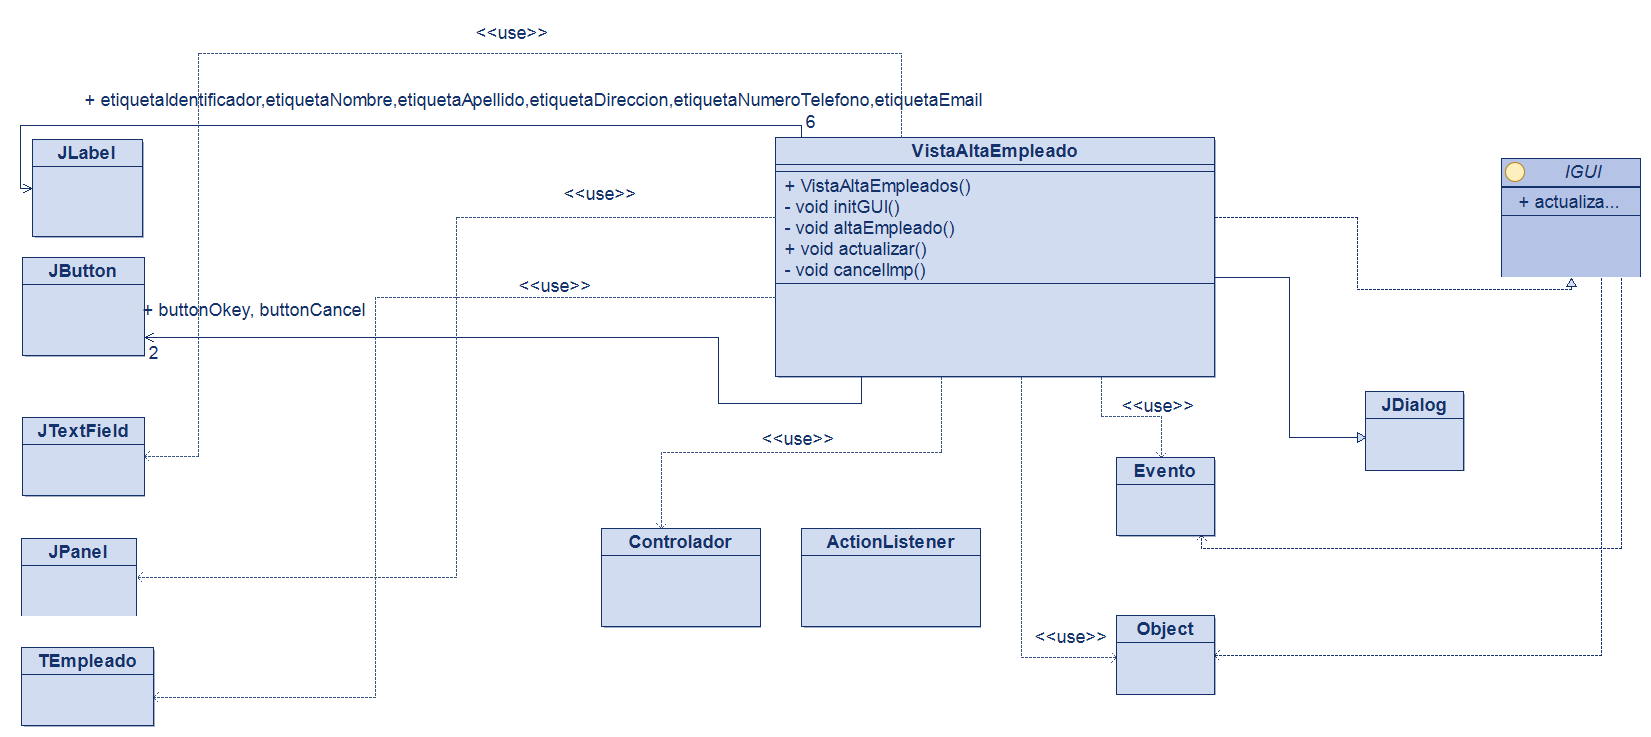 <<use>>
+ etiquetaIdentificador,etiquetaNombre,etiquetaApellido,etiquetaDireccion,etiquetaNumeroTelefono,etiquetaEmail
6
JLabel
VistaAltaEmpleado
+ VistaAltaEmpleados()
- void initGUI()
- void altaEmpleado()
+ void actualizar()
- void cancelImp()
IGUI
+ actualiza...
<<use>>
JButton
<<use>>
+ buttonOkey, buttonCancel
2
JDialog
<<use>>
JTextField
<<use>>
Evento
JPanel
Controlador
ActionListener
Object
<<use>>
TEmpleado